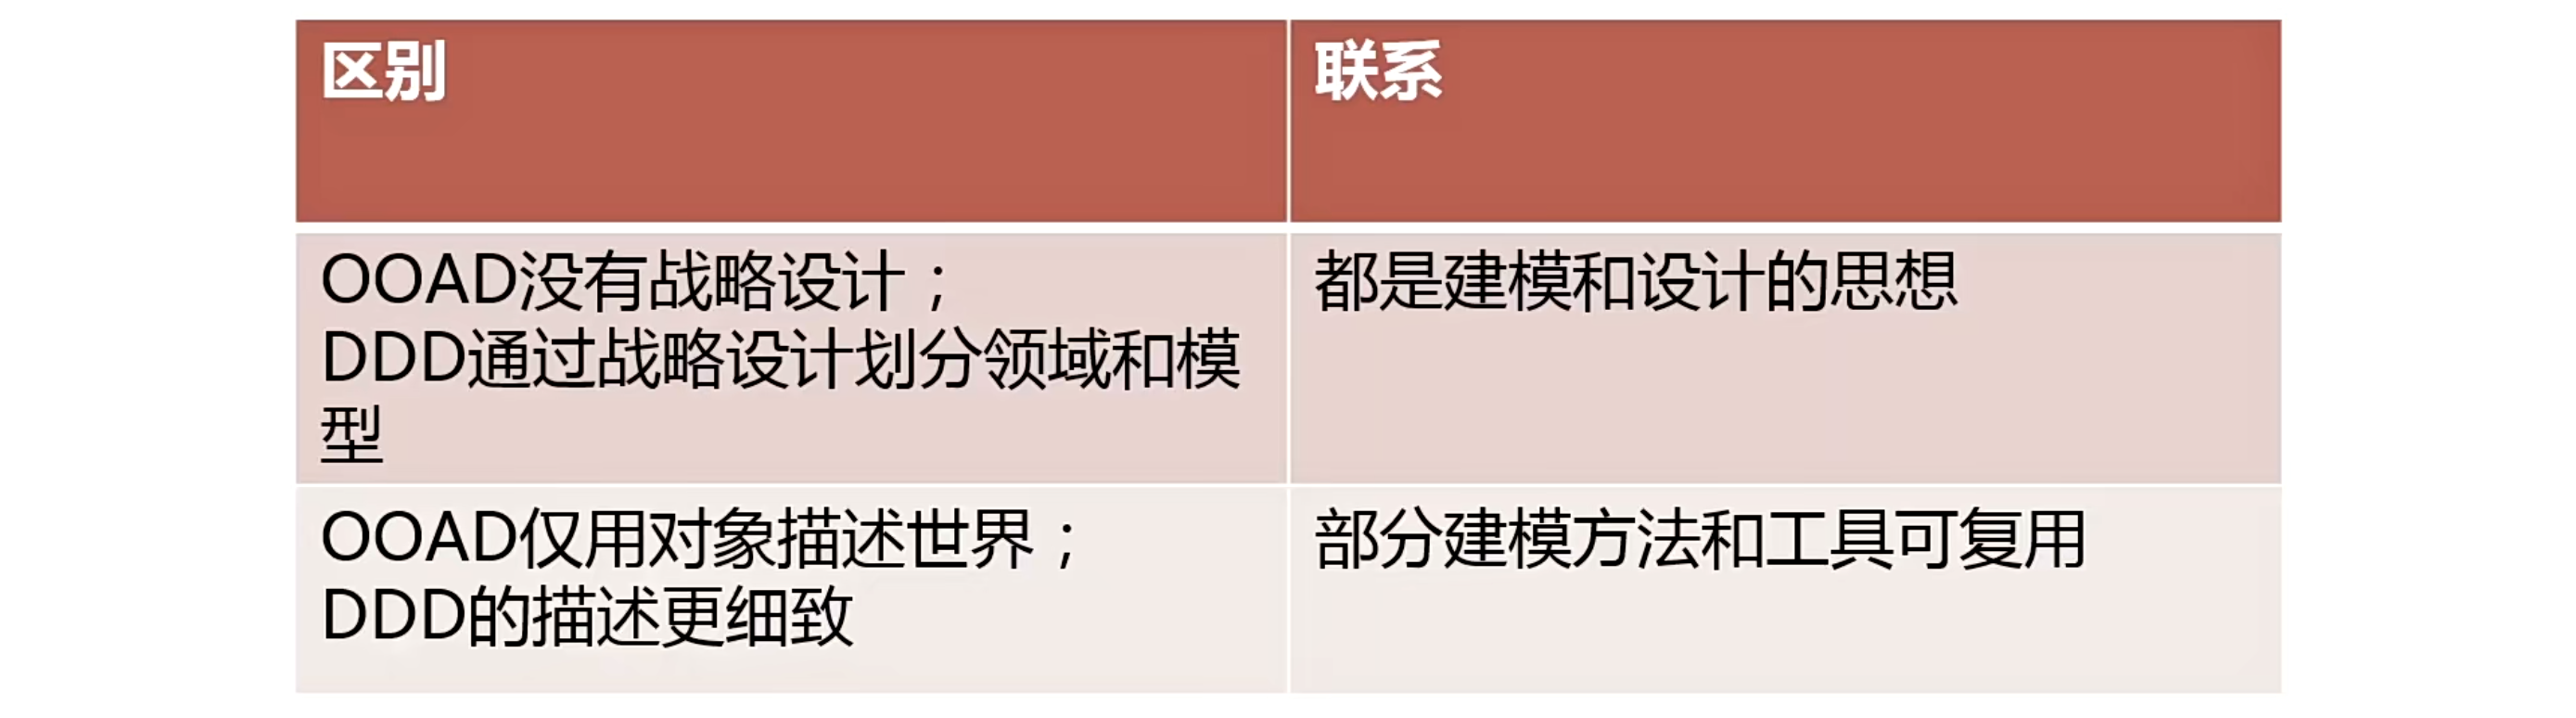 区别
联系
OOAD没有战略设计；
DDD通过战略设计划分领域和模
型
都是建模和设计的思想
OOAD仅用对象描述世界；
DDD的描述更细致
部分建模方法和工具可复用